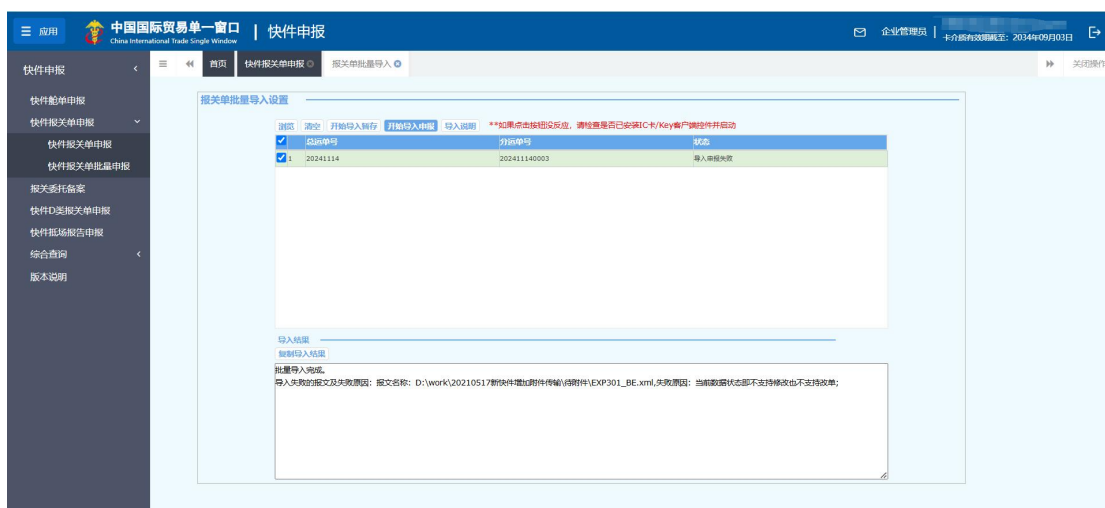 应用
中国国际贸易单一窗口
China International Trade Single Window
快件申报
企业管理员
卡介质有效期截至：2034年09月03日
快件申报
快件舱单申报
快件报关单申报
快件报关单申报
快件报关单批量申报
报关委托备案
快件D类报关单申报
快件抵场报告申报
综合查询
版本说明
首页
快件报关单申报
报关单批量导入
关闭操作
报关单批量导入设置
浏览 清空 开始导入暂存 开始导入申报 导入说明 **如果点击按钮没反应，请检查是否已安装IC卡/Key客户端控件并启动
总运单号 分运单号 状态
1 20241114 202411140003 导入申报失败
导入结果
复制导入结果
批量导入完成。
导入失败的报文及失败原因：报文名称：D:\work\20210517新快件增加附件传输\待附件\EXP301_BE.xml,失败原因：当前数据状态即不支持修改也不支持改单;